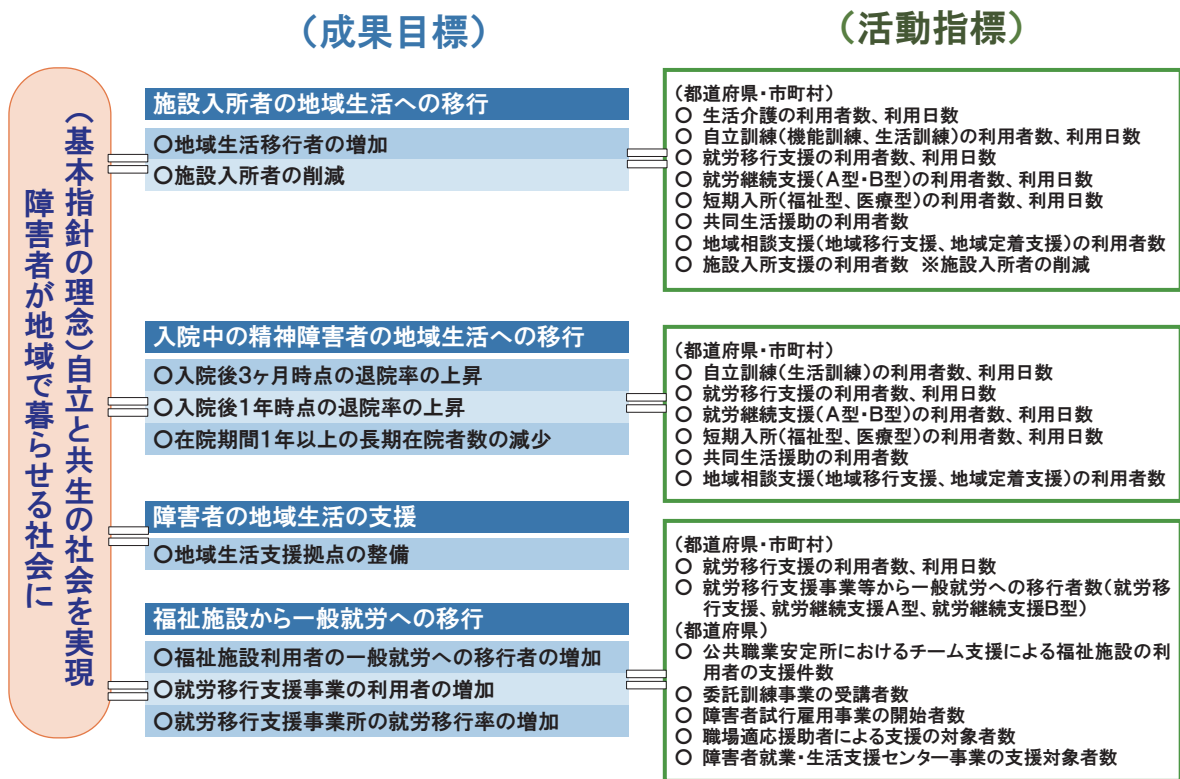 (成果目標)
(活動指標)
(基本指針の理念)自立と共生の社会を実現
障害者が地域で暮らせる社会に
施設入所者の地域生活への移行
○地域生活移行者の増加
○施設入所者の削減
(都道府県・市町村)
○ 生活介護の利用者数、利用日数
○ 自立訓練(機能訓練、生活訓練)の利用者数、利用日数
○ 就労移行支援の利用者数、利用日数
○ 就労継続支援(A型・B型)の利用者数、利用日数
○ 短期入所(福祉型、医療型)の利用者数、利用日数
○ 共同生活援助の利用者数
○ 地域相談支援(地域移行支援、地域定着支援)の利用者数
○ 施設入所支援の利用者数 ※施設入所者の削減
入院中の精神障害者の地域生活への移行
○入院後3ヶ月時点の退院率の上昇
○入院後1年時点の退院率の上昇
○在院期間1年以上の長期在院者数の減少
(都道府県・市町村)
○ 自立訓練(生活訓練)の利用者数、利用日数
○ 就労移行支援の利用者数、利用日数
○ 就労継続支援(A型・B型)の利用者数、利用日数
○ 短期入所(福祉型、医療型)の利用者数、利用日数
○ 共同生活援助の利用者数
○ 地域相談支援(地域移行支援、地域定着支援)の利用者数
障害者の地域生活の支援
○地域生活支援拠点の整備
福祉施設から一般就労への移行
○福祉施設利用者の一般就労への移行者の増加
○就労移行支援事業の利用者の増加
○就労移行支援事業所の就労移行率の増加
(都道府県・市町村)
○ 就労移行支援の利用者数、利用日数
○ 就労移行支援事業等から一般就労への移行者数(就労移
行支援、就労継続支援A型、就労継続支援B型)
(都道府県)
○ 公共職業安定所におけるチーム支援による福祉施設の利
用者の支援件数
○ 委託訓練事業の受講者数
○ 障害者試行雇用事業の開始者数
○ 職場適応援助者による支援の対象者数
○ 障害者就業・生活支援センター事業の支援対象者数